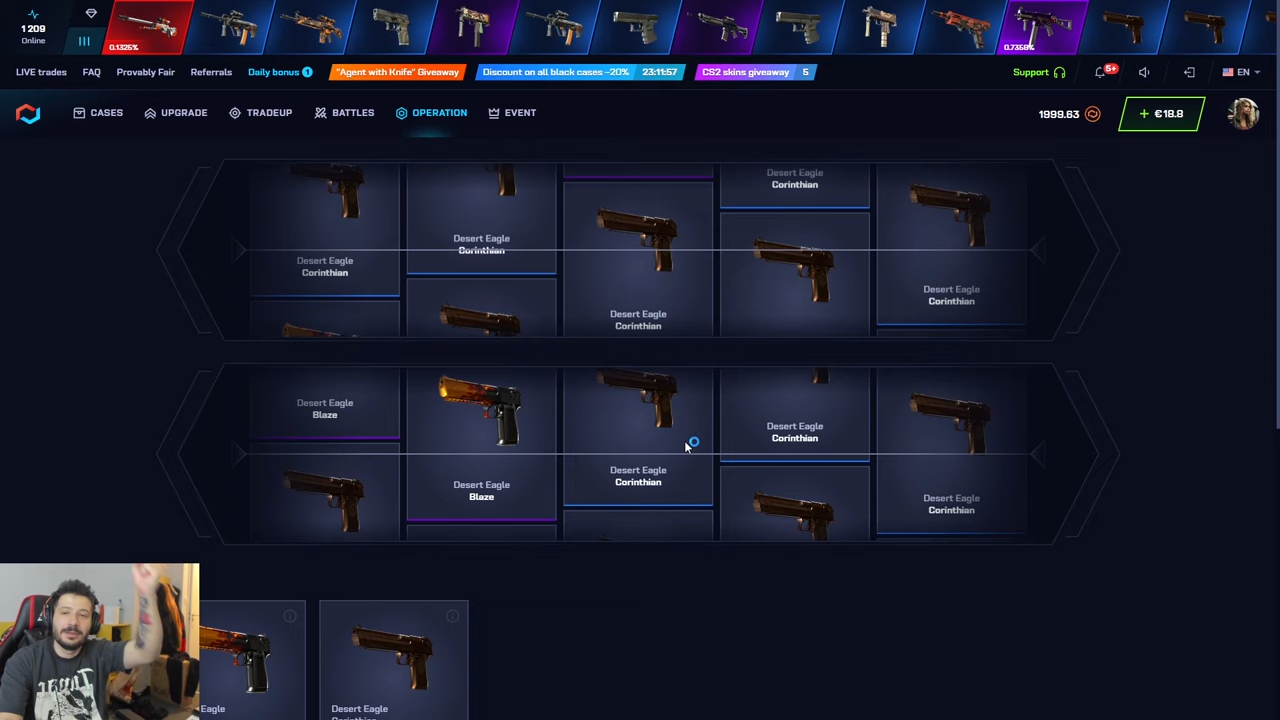 1 209
Online
0.1325%
0.7359%
LIVE trades
FAQ
Provably Fair
Referrals
Daily bonus 1
"Agent with Knife" Giveaway
Discount on all black cases –20% 23:11:57
CS2 skins giveaway 5
Support
5+
EN
CASES
UPGRADE
TRADEUP
BATTLES
OPERATION
EVENT
1999.63
+ €18.8
Desert Eagle
Corinthian
Desert Eagle
Corinthian
Desert Eagle
Corinthian
Desert Eagle
Corinthian
Desert Eagle
Corinthian
Desert Eagle
Blaze
Desert Eagle
Blaze
Desert Eagle
Corinthian
Desert Eagle
Corinthian
Desert Eagle
Corinthian
Eagle
Desert Eagle
Corinthian